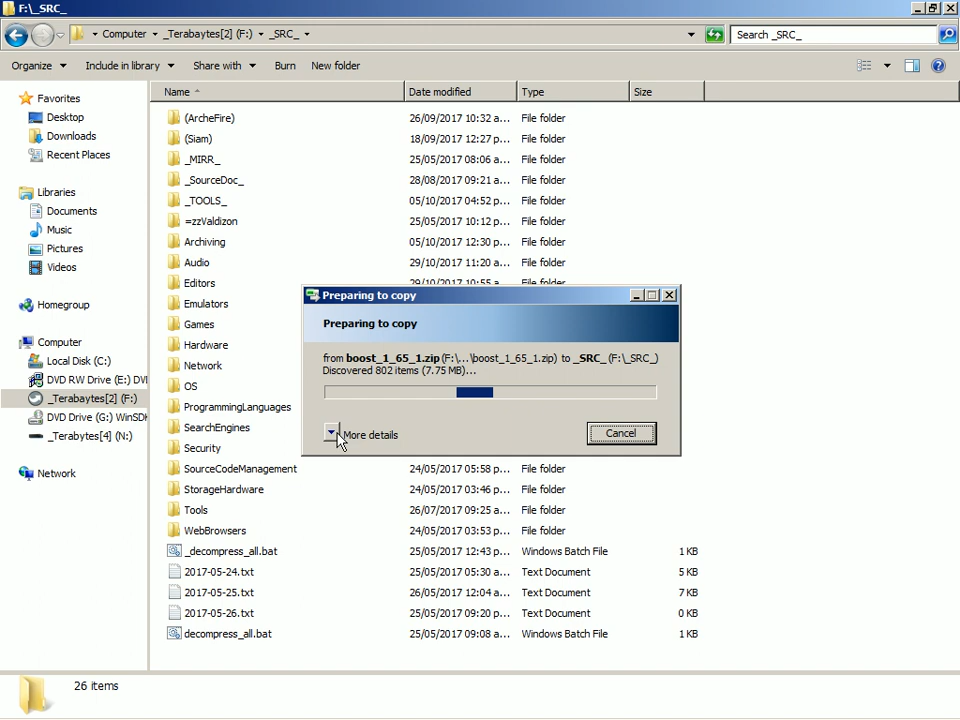 F:\_SRC_
Computer _Terabaytes[2] (F:) _SRC_
Search _SRC_
Organize Include in library Share with Burn New folder
Name Date modified Type Size
Favorites
Desktop
Downloads
Recent Places
Libraries
Documents
Music
Pictures
Videos
Homegroup
Computer
Local Disk (C:)
DVD RW Drive (E:) DVI
_Terabaytes[2] (F:)
DVD Drive (G:) WinSDK
_Terabytes[4] (N:)
Network
(ArcheFire) 26/09/2017 10:32 a... File folder
(Siam) 18/09/2017 12:27 p... File folder
_MIRR_ 25/05/2017 08:06 a... File folder
_SourceDoc_ 28/08/2017 09:21 a... File folder
_TOOLS_ 05/10/2017 04:52 p... File folder
=zzValdizon 25/05/2017 10:12 p... File folder
Archiving 05/10/2017 12:30 p... File folder
Audio 29/10/2017 11:20 a... File folder
Editors 29/10/2017 10:55 a... File folder
Emulators
Games
Hardware
Network
OS
ProgrammingLanguages
SearchEngines
Security
SourceCodeManagement 24/05/2017 05:58 p... File folder
StorageHardware 24/05/2017 03:46 p... File folder
Tools 26/07/2017 09:25 a... File folder
WebBrowsers 24/05/2017 03:53 p... File folder
_decompress_all.bat 25/05/2017 12:43 p... Windows Batch File 1 KB
2017-05-24.txt 25/05/2017 05:30 a... Text Document 5 KB
2017-05-25.txt 26/05/2017 12:04 a... Text Document 7 KB
2017-05-26.txt 25/05/2017 09:20 p... Text Document 0 KB
decompress_all.bat 25/05/2017 09:08 a... Windows Batch File 1 KB
Preparing to copy
Preparing to copy
from boost_1_65_1.zip (F:\...\boost_1_65_1.zip) to _SRC_ (F:\_SRC_)
Discovered 802 items (7.75 MB)...
More details
Cancel
26 items